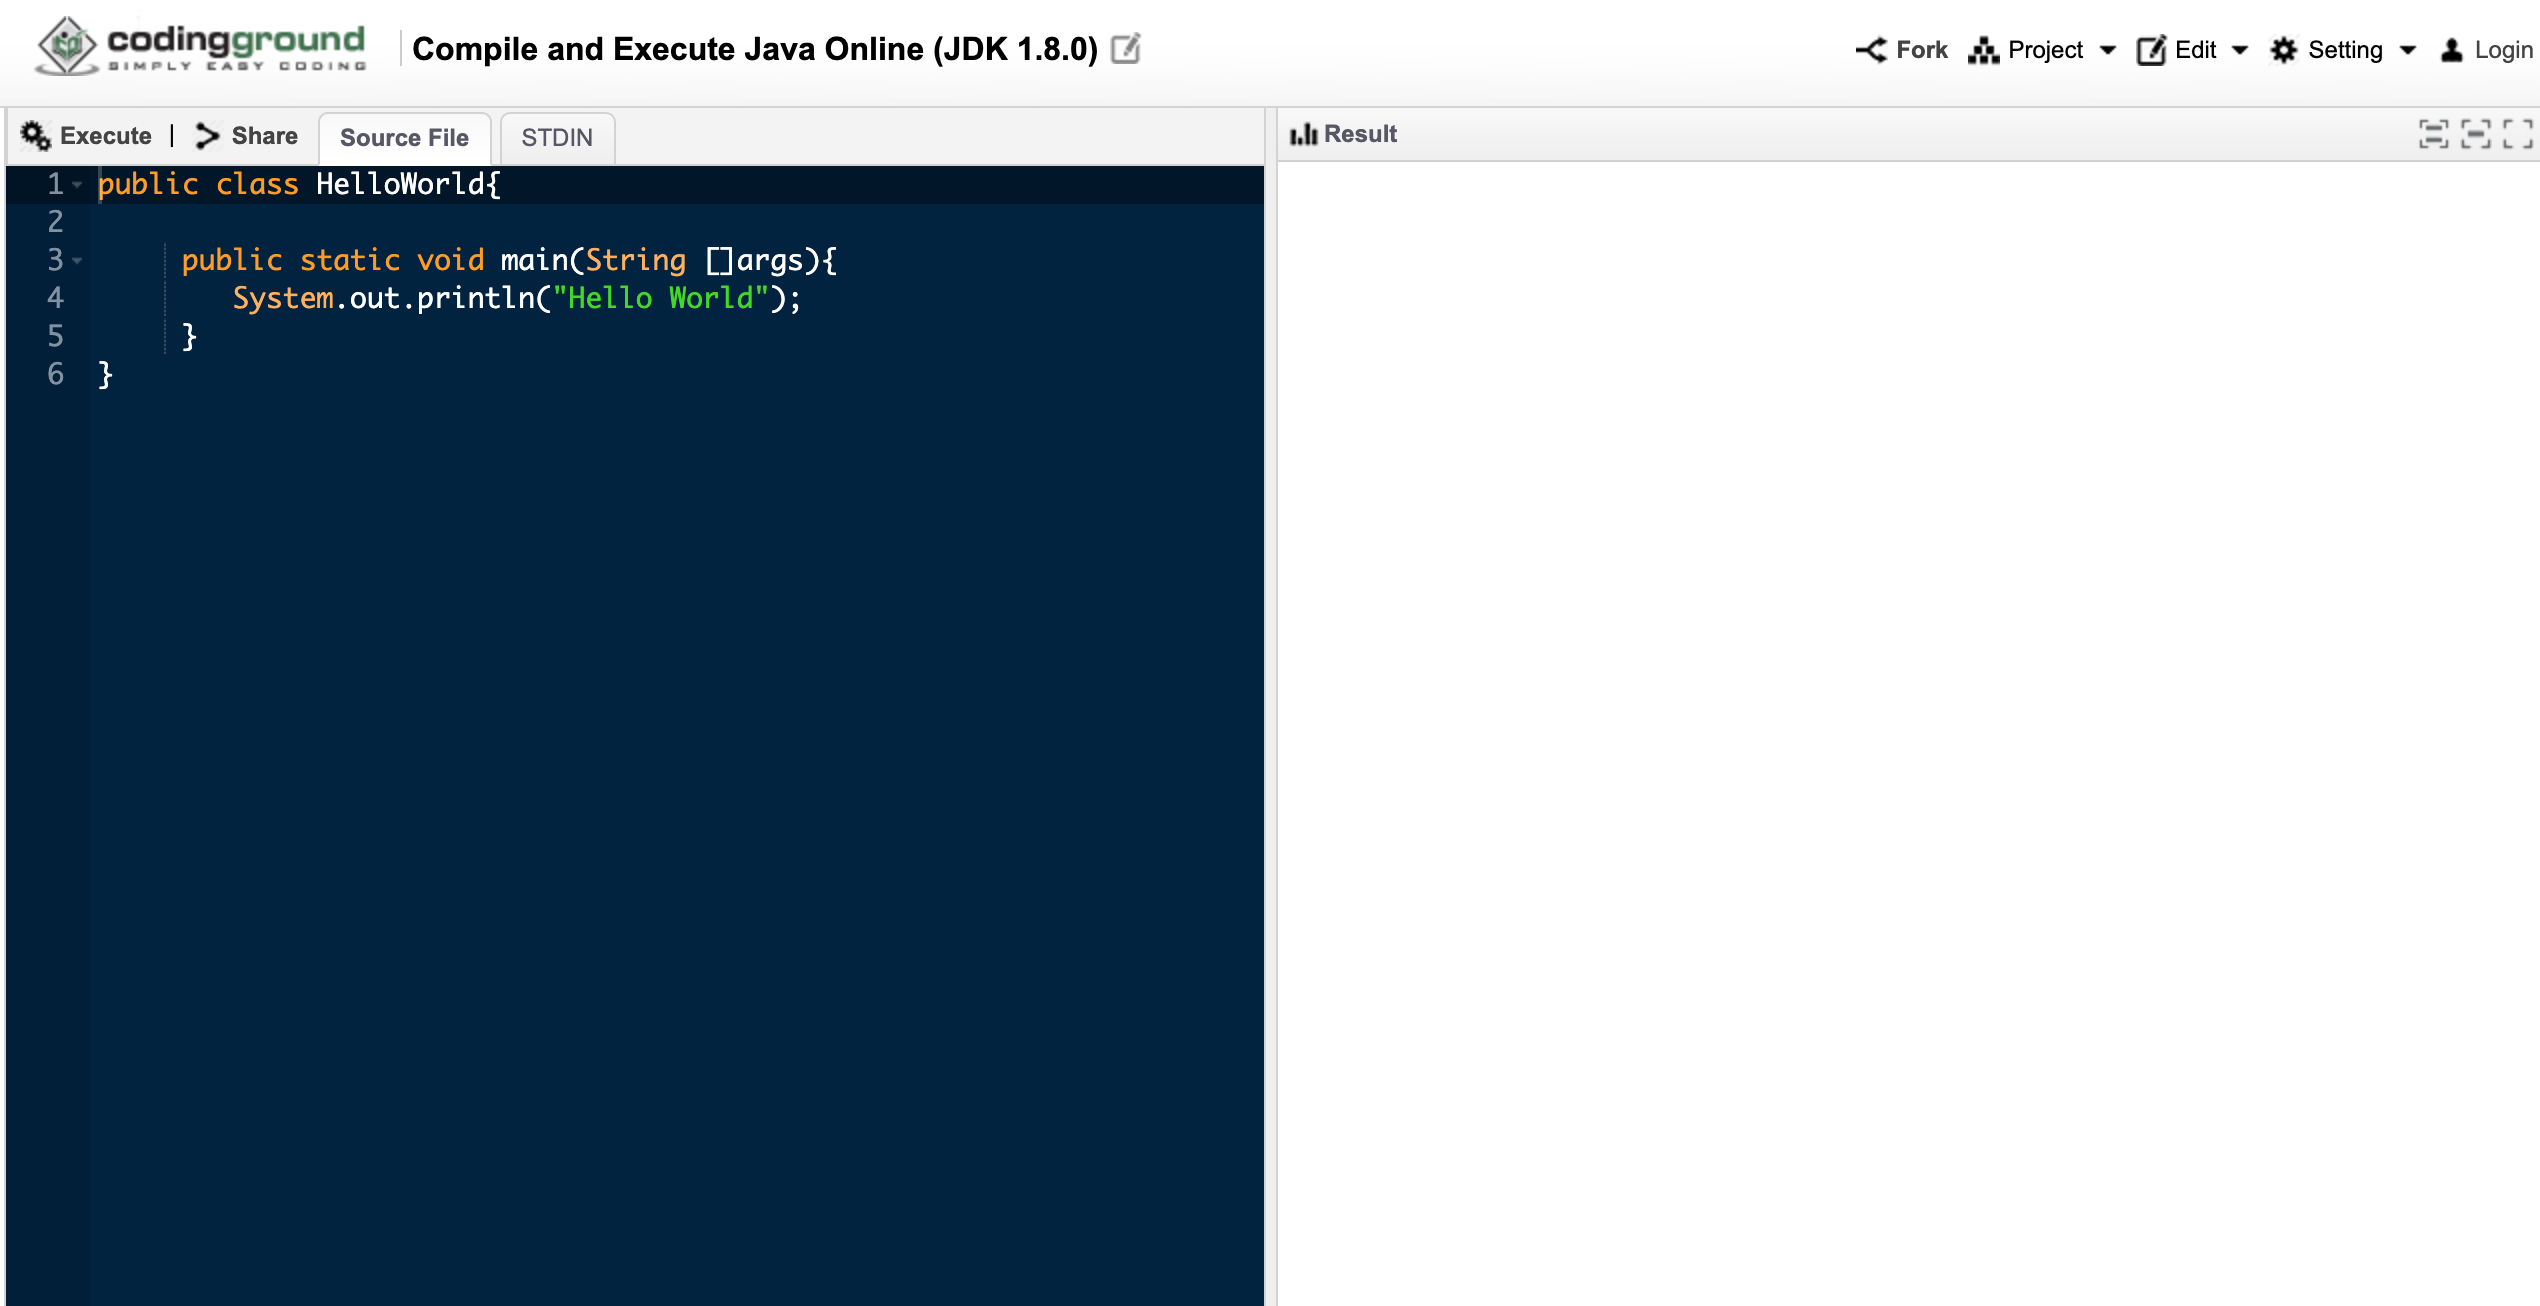 codingground
SIMPLY EASY CODING
Compile and Execute Java Online (JDK 1.8.0)
Fork Project Edit Setting Login
Execute | Share Source File STDIN
Result
1 public class HelloWorld{
2
3 public static void main(String []args){
4 System.out.println("Hello World");
5 }
6 }